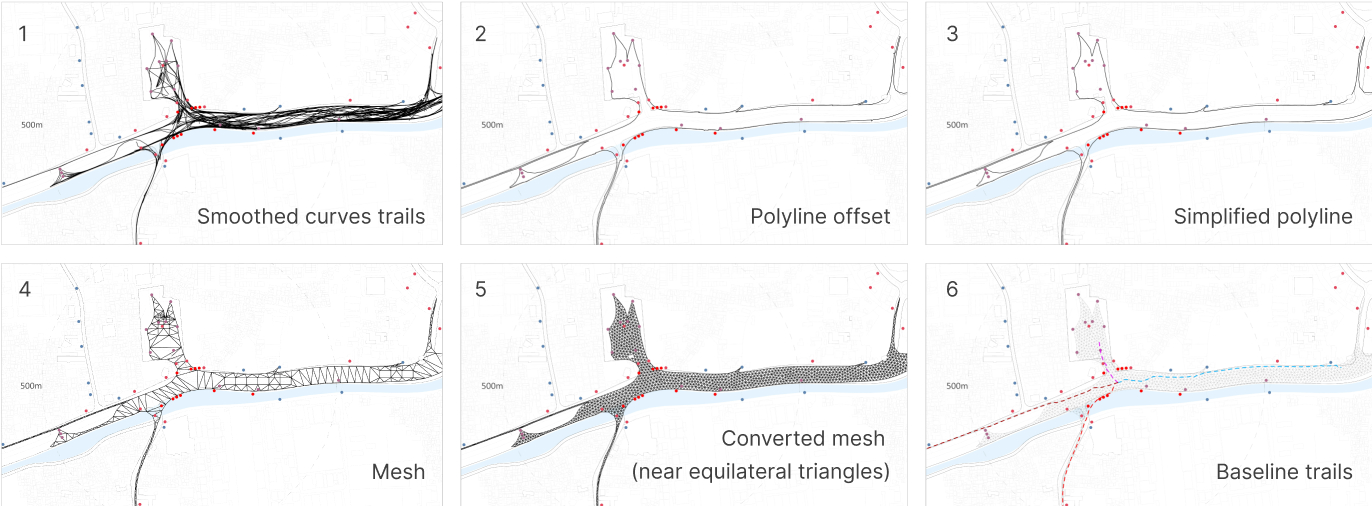 1
500m
Smoothed curves trails
2
500m
Polyline offset
3
500m
Simplified polyline
4
500m
Mesh
5
500m
Converted mesh
(near equilateral triangles)
6
500m
Baseline trails